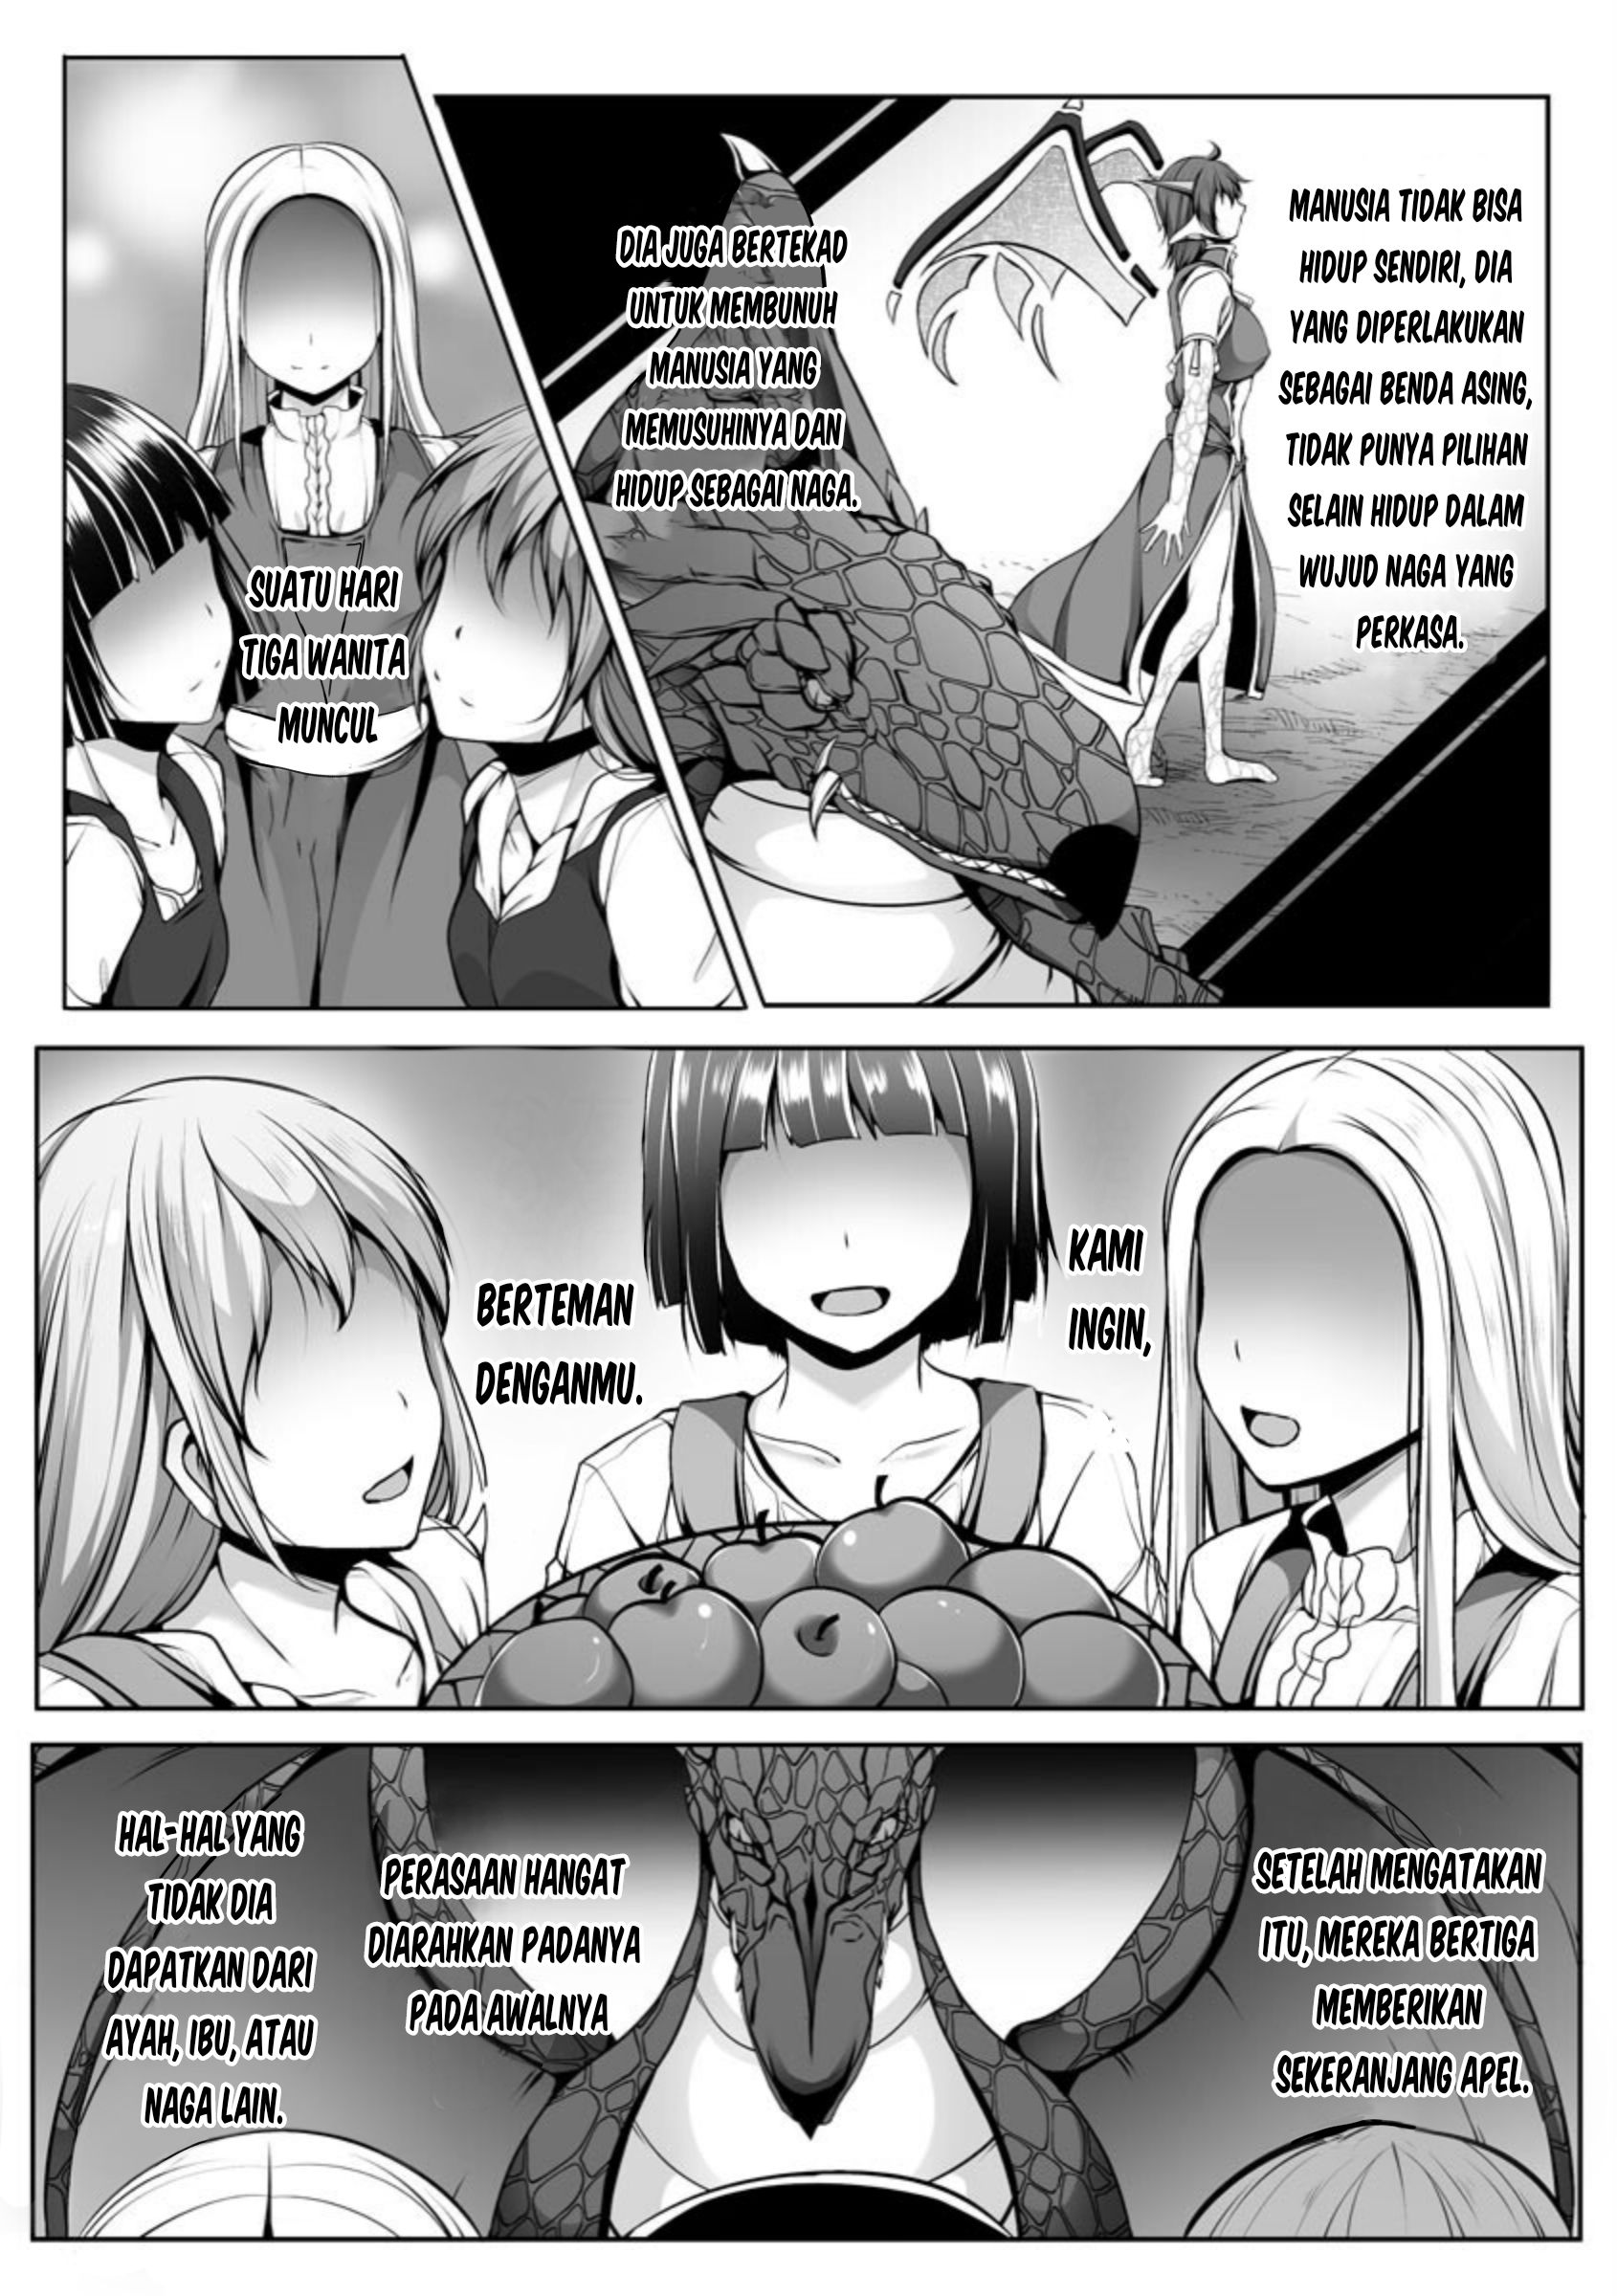 MANUSIA TIDAK BISA
HIDUP SENDIRI, DIA
YANG DIPERLAKUKAN
SEBAGAI BENDA ASING,
TIDAK PUNYA PILIHAN
SELAIN HIDUP DALAM
WUJUD NAGA YANG
PERKASA.
DIA JUGA BERTEKAD
UNTUK MEMBUNUH
MANUSIA YANG
MEMUSUHINYA DAN
HIDUP SEBAGAI NAGA.
SUATU HARI
TIGA WANITA
MUNCUL
KAMI
INGIN,
BERTEMAN
DENGANMU.
SETELAH MENGATAKAN
ITU, MEREKA BERTIGA
MEMBERIKAN
SEKERANJANG APEL.
PERASAAN HANGAT
DIARAHKAN PADANYA
PADA AWALNYA
HAL-HAL YANG
TIDAK DIA
DAPATKAN DARI
AYAH, IBU, ATAU
NAGA LAIN.